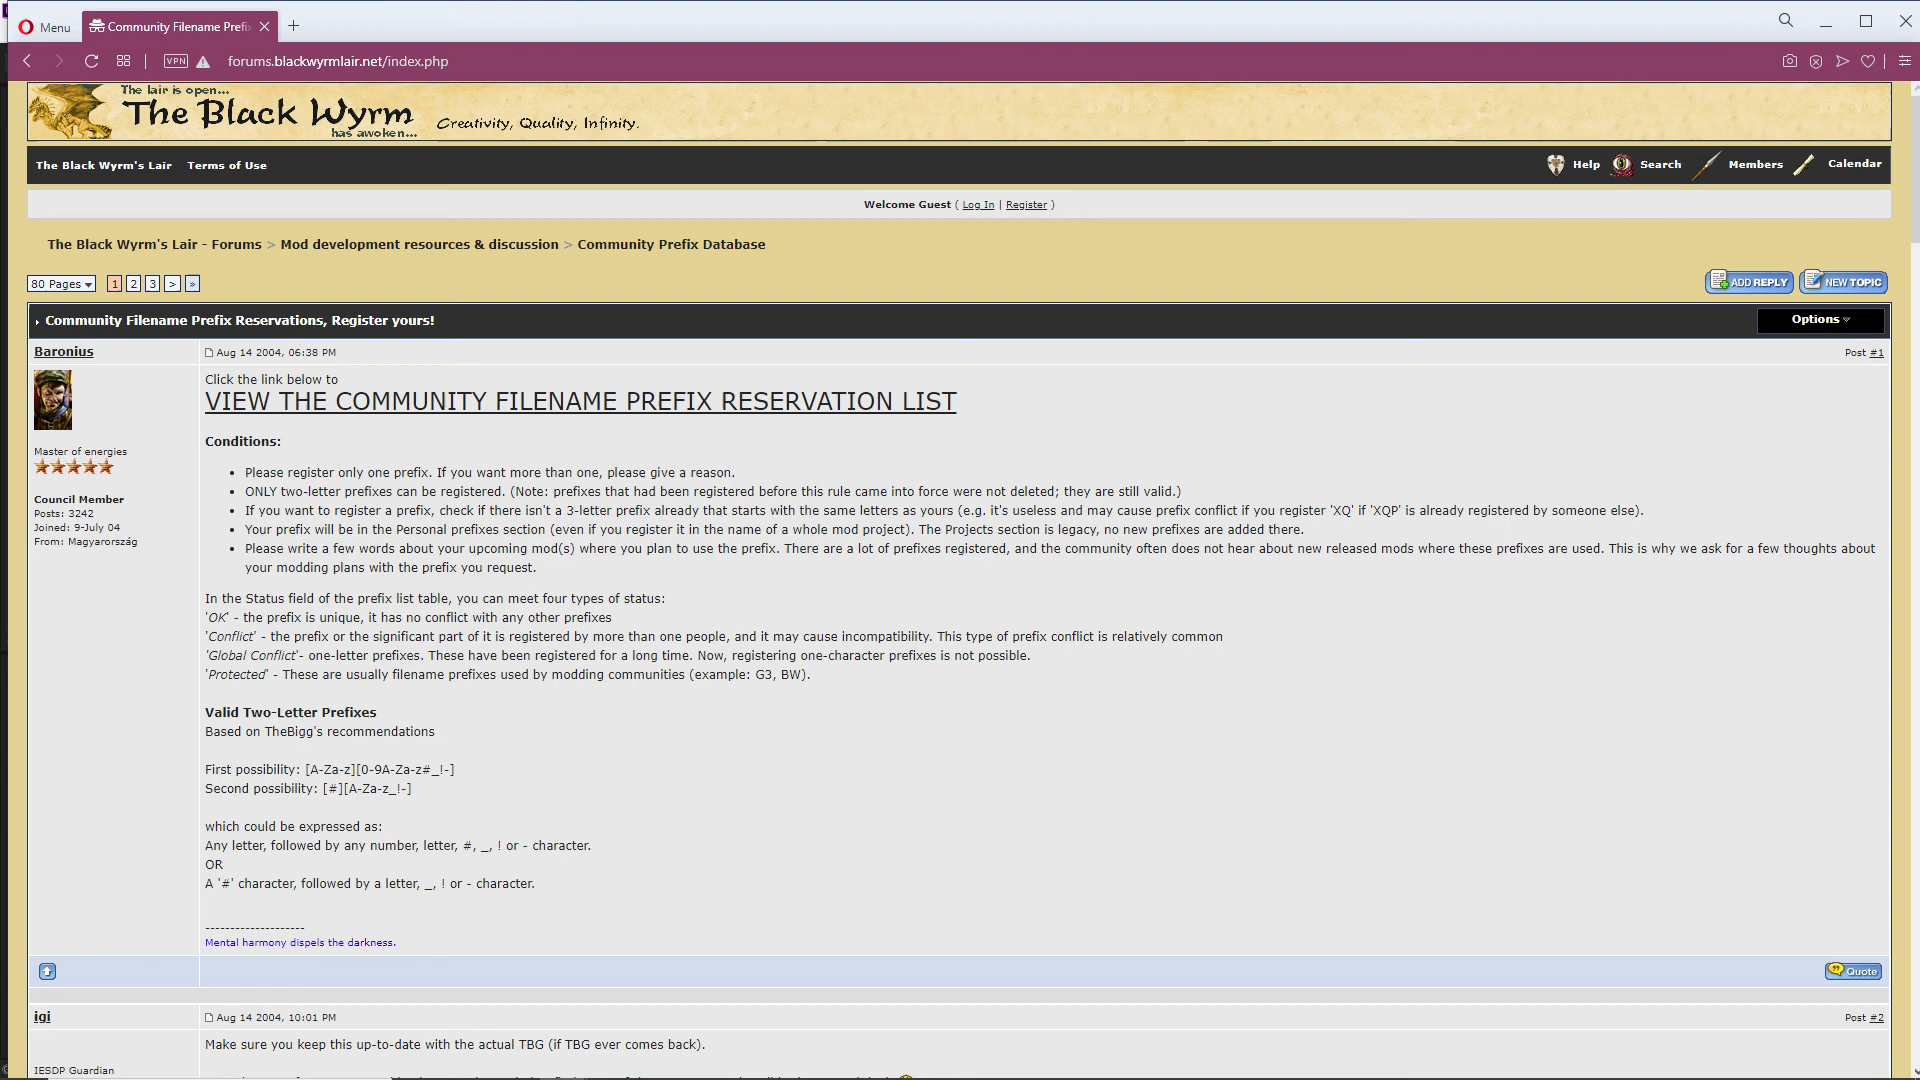 Menu
Community Filename Prefi
VPN
forums.blackwyrmlair.net/index.php
The lair is open...
The Black Wyrm
has awoken...
Creativity, Quality, Infinity.
The Black Wyrm's Lair Terms of Use
Help Search Members Calendar
Welcome Guest ( Log In | Register )
The Black Wyrm's Lair - Forums > Mod development resources & discussion > Community Prefix Database
80 Pages 1 2 3 > »
ADD REPLY NEW TOPIC
Community Filename Prefix Reservations, Register yours!
Options
Baronius
Aug 14 2004, 06:38 PM
Post #1
Master of energies
Council Member
Posts: 3242
Joined: 9-July 04
From: Magyarország
Click the link below to
VIEW THE COMMUNITY FILENAME PREFIX RESERVATION LIST
Conditions:
• Please register only one prefix. If you want more than one, please give a reason.
• ONLY two-letter prefixes can be registered. (Note: prefixes that had been registered before this rule came into force were not deleted; they are still valid.)
• If you want to register a prefix, check if there isn't a 3-letter prefix already that starts with the same letters as yours (e.g. it's useless and may cause prefix conflict if you register 'XQ' if 'XQP' is already registered by someone else).
• Your prefix will be in the Personal prefixes section (even if you register it in the name of a whole mod project). The Projects section is legacy, no new prefixes are added there.
• Please write a few words about your upcoming mod(s) where you plan to use the prefix. There are a lot of prefixes registered, and the community often does not hear about new released mods where these prefixes are used. This is why we ask for a few thoughts about
your modding plans with the prefix you request.
In the Status field of the prefix list table, you can meet four types of status:
'OK' - the prefix is unique, it has no conflict with any other prefixes
'Conflict' - the prefix or the significant part of it is registered by more than one people, and it may cause incompatibility. This type of prefix conflict is relatively common
'Global Conflict'- one-letter prefixes. These have been registered for a long time. Now, registering one-character prefixes is not possible.
'Protected' - These are usually filename prefixes used by modding communities (example: G3, BW).
Valid Two-Letter Prefixes
Based on TheBigg's recommendations
First possibility: [A-Za-z][0-9A-Za-z#_!-]
Second possibility: [#][A-Za-z_!-]
which could be expressed as:
Any letter, followed by any number, letter, #, _, ! or - character.
OR
A '#' character, followed by a letter, _, ! or - character.
--------------------
Mental harmony dispels the darkness.
Quote
igi
Aug 14 2004, 10:01 PM
Post #2
IESDP Guardian
Make sure you keep this up-to-date with the actual TBG (if TBG ever comes back).